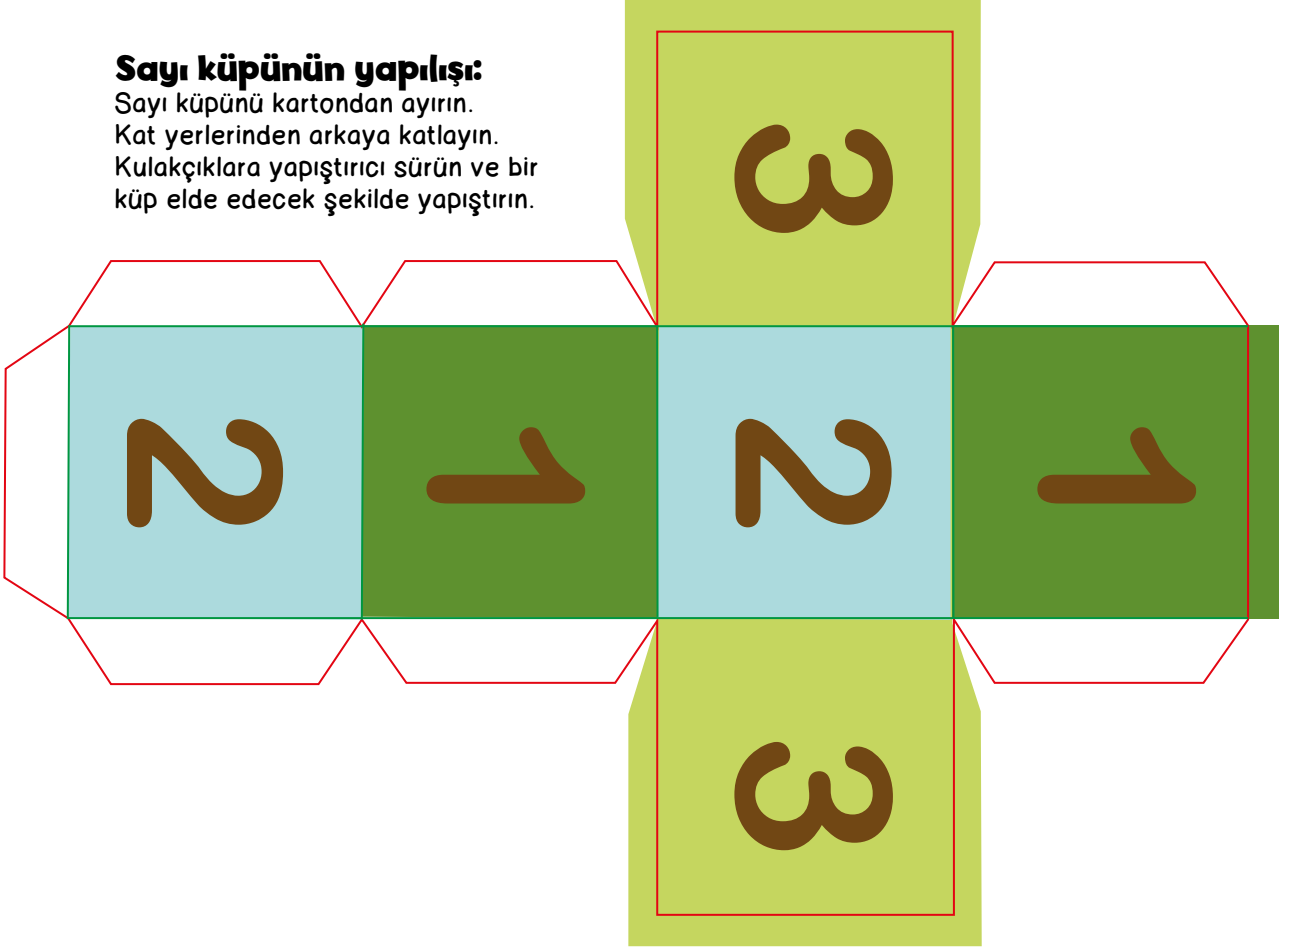 Sayı küpünün yapılışı:
Sayı küpünü kartondan ayırın.
Kat yerlerinden arkaya katlayın.
Kulakçıklara yapıştırıcı sürün ve bir
küp elde edecek şekilde yapıştırın.
3
2
1
2
1
3